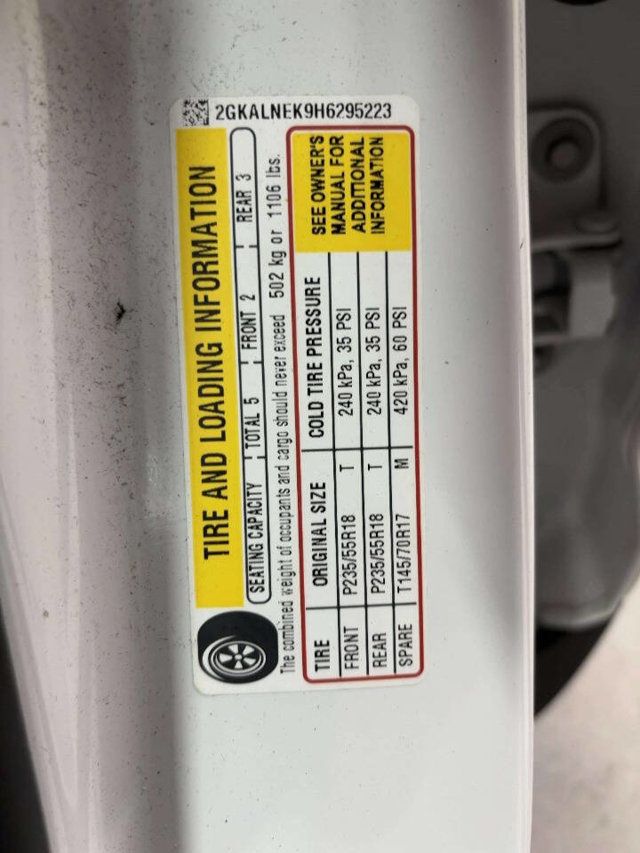 2GKALNEK9H6295223
TIRE AND LOADING INFORMATION
SEATING CAPACITY TOTAL 5 FRONT 2 REAR 3
The combined weight of occupants and cargo should never exceed 502 kg or 1106 lbs.
TIRE ORIGINAL SIZE COLD TIRE PRESSURE
FRONT P235/55R18 T 240 kPa, 35 PSI
REAR P235/55R18 T 240 kPa, 35 PSI
SPARE T145/70R17 M 420 kPa, 60 PSI
SEE OWNER'S
MANUAL FOR
ADDITIONAL
INFORMATION